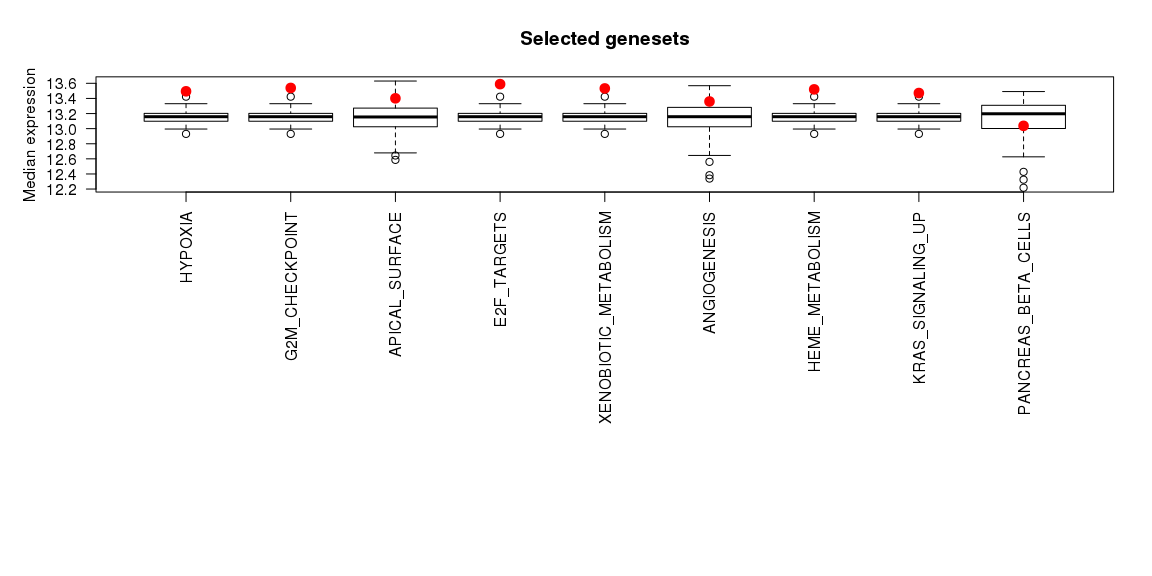 Selected genesets
Median expression
13.6
13.4
13.2
13.0
12.8
12.6
12.4
12.2
HYPOXIA
G2M_CHECKPOINT
APICAL_SURFACE
E2F_TARGETS
XENOBIOTIC_METABOLISM
ANGIOGENESIS
HEME_METABOLISM
KRAS_SIGNALING_UP
PANCREAS_BETA_CELLS